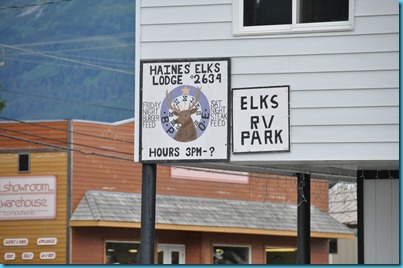 HAINES ELKS
LODGE #2634
FRIDAY
NIGHT
BURGER
FEED
SAT
NIGHT
STEAK
FEED
B.P.O.E.
HOURS 3PM-?
ELKS
RV
PARK
showroom
warehouse
components